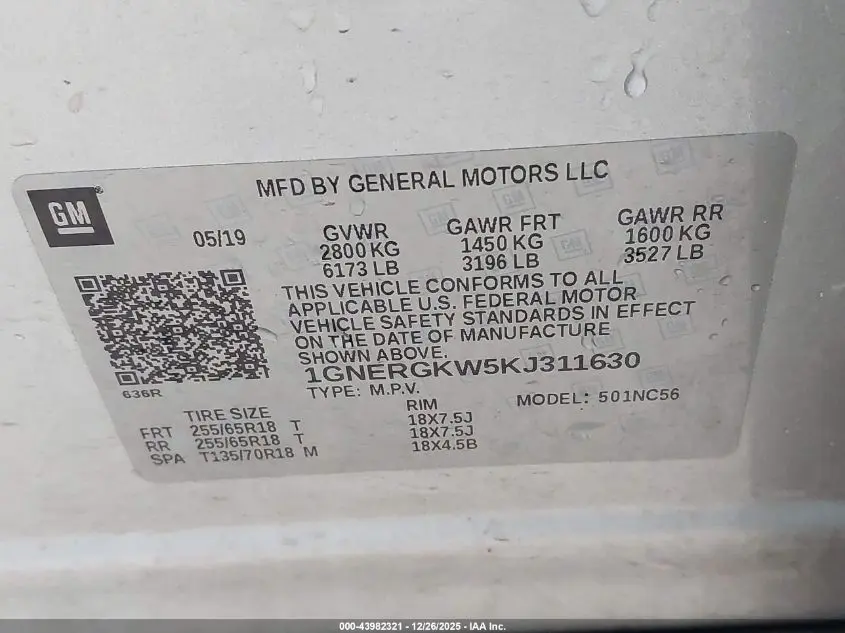 MFD BY GENERAL MOTORS LLC
GM
05/19
GVWR GAWR FRT GAWR RR
2800 KG 1450 KG 1600 KG
6173 LB 3196 LB 3527 LB
THIS VEHICLE CONFORMS TO ALL
APPLICABLE U.S. FEDERAL MOTOR
VEHICLE SAFETY STANDARDS IN EFFECT
ON THE DATE OF MANUFACTURE
SHOWN ABOVE.
1GNERGKW5KJ311630
TYPE: M.P.V. MODEL: 501NC56
636R
TIRE SIZE RIM
FRT 255/65R18 T 18X7.5J
RR 255/65R18 T 18X7.5J
SPA T135/70R18 M 18X4.5B
000-43982321 - 12/26/2025 - IAA Inc.